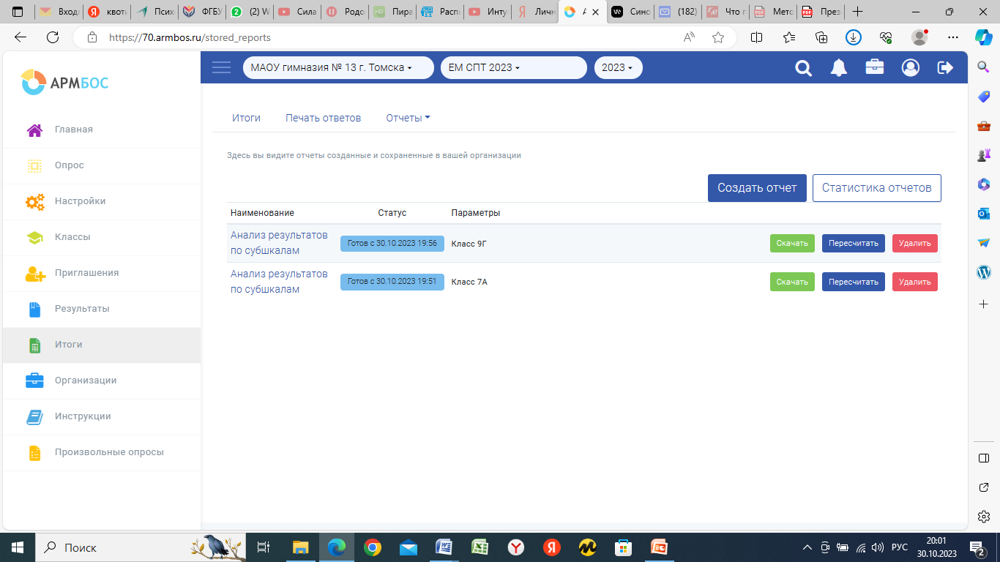 Вход
квот
Псих
ФГБУ
(2) W
Сила
Родо
HD
Пира
Расп
Инту
Личн
А
Сино
(182)
Что г
Мето
През
https://70.armbos.ru/stored_reports
АРМБОС
МАОУ гимназия № 13 г. Томска
ЕМ СПТ 2023
2023
Главная
Опрос
Настройки
Классы
Приглашения
Результаты
Итоги
Организации
Инструкции
Произвольные опросы
Итоги Печать ответов Отчеты
Здесь вы видите отчеты созданные и сохраненные в вашей организации
Создать отчет Статистика отчетов
Наименование Статус Параметры
Анализ результатов
по субшкалам
Готов с 30.10.2023 19:56 Класс 9Г Скачать Пересчитать Удалить
Анализ результатов
по субшкалам
Готов с 30.10.2023 19:51 Класс 7А Скачать Пересчитать Удалить
Поиск
РУС
20:01
30.10.2023
2